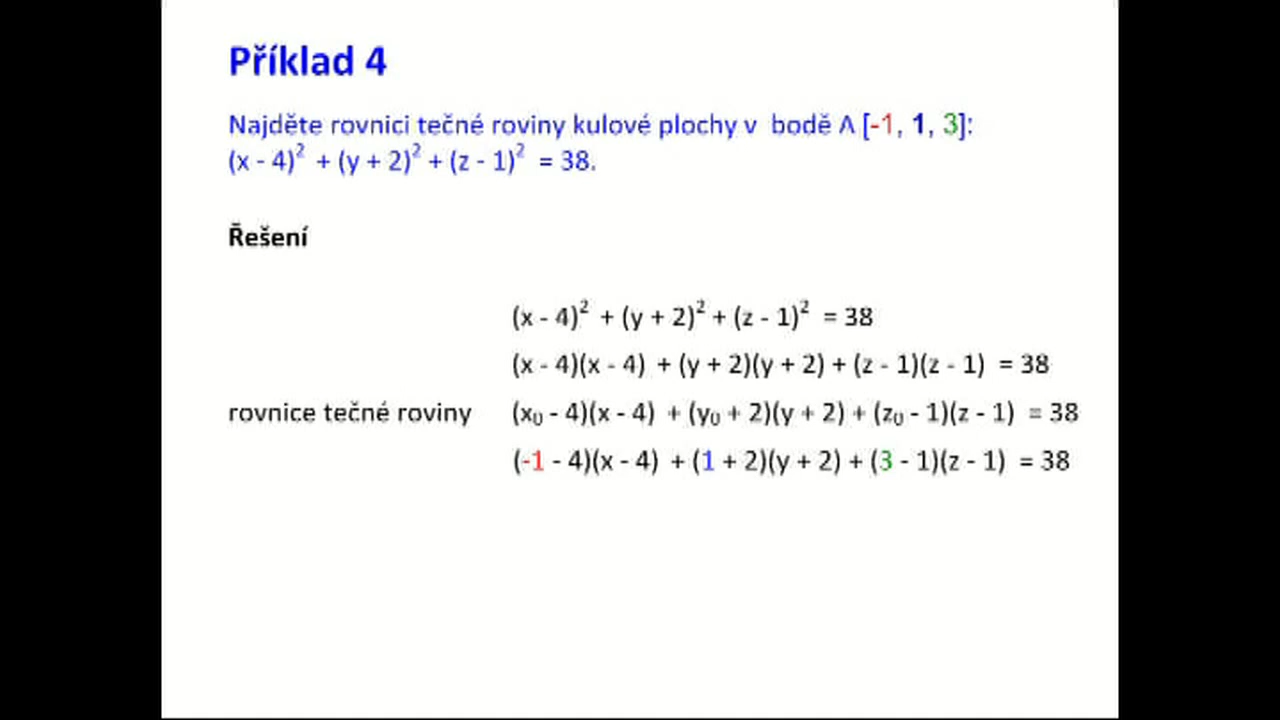 Příklad 4
Najděte rovnici tečné roviny kulové plochy v bodě A [-1, 1, 3]:
(x - 4)² + (y + 2)² + (z - 1)² = 38.
Řešení
(x - 4)² + (y + 2)² + (z - 1)² = 38
(x - 4)(x - 4) + (y + 2)(y + 2) + (z - 1)(z - 1) = 38
rovnice tečné roviny (x₀ - 4)(x - 4) + (y₀ + 2)(y + 2) + (z₀ - 1)(z - 1) = 38
(-1 - 4)(x - 4) + (1 + 2)(y + 2) + (3 - 1)(z - 1) = 38